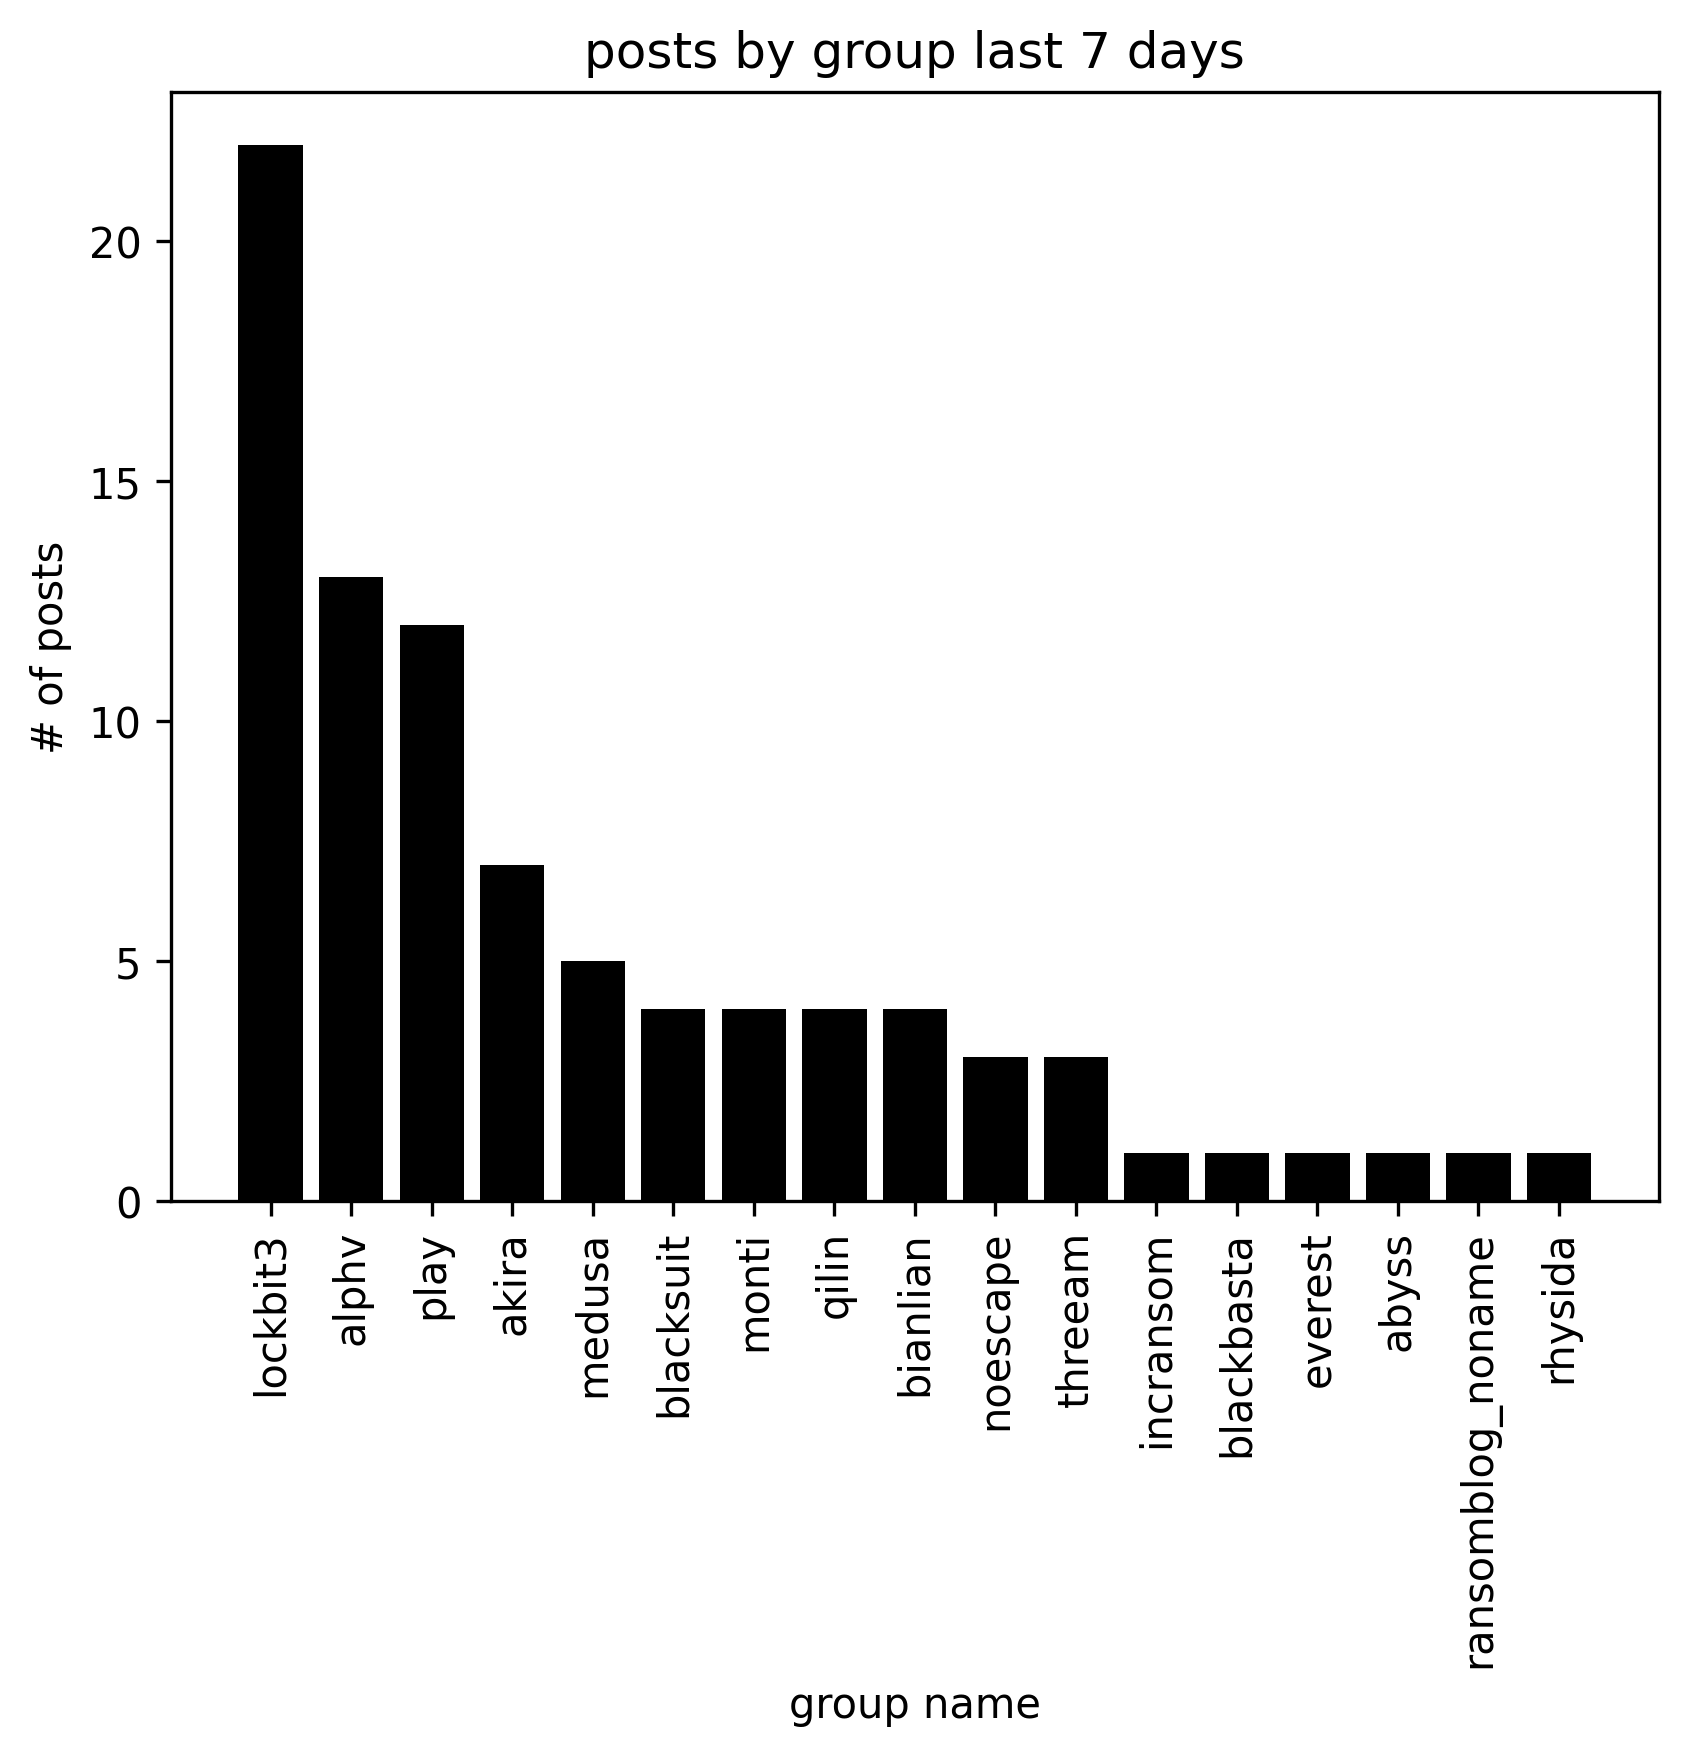 posts by group last 7 days
# of posts
20
15
10
5
0
lockbit3
alphv
play
akira
medusa
blacksuit
monti
qilin
bianlian
noescape
threeam
incransom
blackbasta
everest
abyss
ransomblog_noname
rhysida
group name